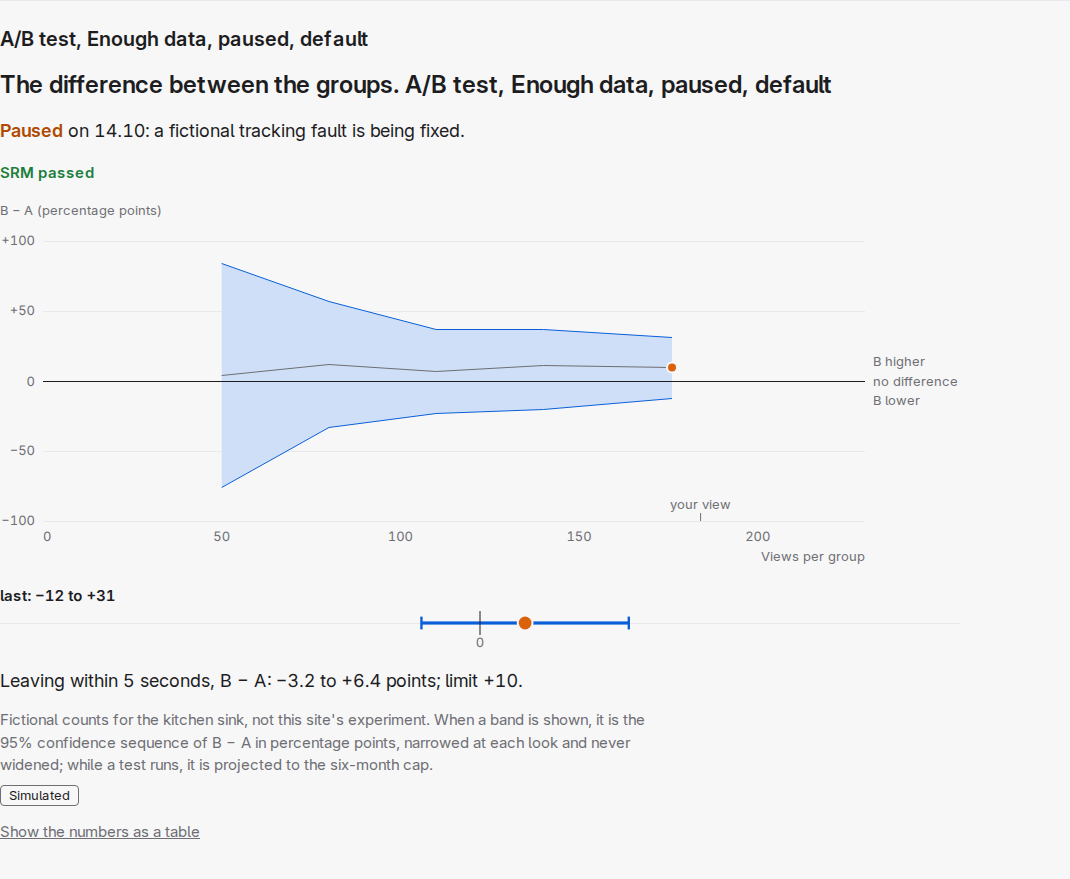 A/B test, Enough data, paused, default
The difference between the groups. A/B test, Enough data, paused, default
Paused on 14.10: a fictional tracking fault is being fixed.
SRM passed
B − A (percentage points)
+100
+50
0
−50
−100
B higher
no difference
B lower
your view
0 50 100 150 200
Views per group
last: −12 to +31
0
Leaving within 5 seconds, B − A: −3.2 to +6.4 points; limit +10.
Fictional counts for the kitchen sink, not this site's experiment. When a band is shown, it is the
95% confidence sequence of B − A in percentage points, narrowed at each look and never
widened; while a test runs, it is projected to the six-month cap.
Simulated
Show the numbers as a table